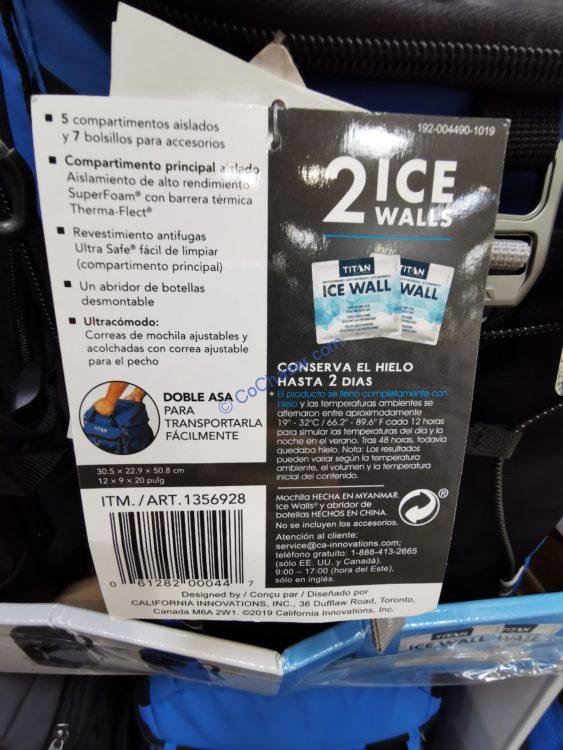 ▪ 5 compartimentos aislados
y 7 bolsillos para accesorios
▪ Compartimento principal aislado
Aislamiento de alto rendimiento
SuperFoam® con barrera térmica
Therma-Flect®
▪ Revestimiento antifugas
Ultra Safe® fácil de limpiar
(compartimento principal)
▪ Un abridor de botellas
desmontable
▪ Ultracómodo:
Correas de mochila ajustables y
acolchadas con correa ajustable
para el pecho
DOBLE ASA
PARA
TRANSPORTARLA
FÁCILMENTE
TITAN
30.5 x 22.9 x 50.8 cm
12 x 9 x 20 pulg
ITM./ART.1356928
0 61282 00044 7
192-004490-1019
2 ICE
WALLS
TITAN
ICE WALL
WALL
CONSERVA EL HIELO
HASTA 2 DIAS
* El producto se llenó completamente con
hielo y las temperaturas ambientes se
alternaron entre aproximadamente
19° - 32°C / 66.2° - 89.6° F cada 12 horas
para simular las temperaturas del día y la
noche en el verano. Tras 48 horas, todavía
quedaba hielo. Nota: Los resultados
pueden variar según la temperatura
ambiente, el volumen y la temperatura
inicial del contenido.
Mochila HECHA EN MYANMAR.
Ice Walls® y abridor de
botellas HECHOS EN CHINA.
No se incluyen los accesorios.
Atención al cliente:
service@ca-innovations.com;
teléfono gratuito: 1-888-413-2665
(sólo EE. UU. y Canadá).
9:00 – 17:00 (hora del Este),
sólo en inglés.
®
Designed by / Conçu par / Diseñado por
CALIFORNIA INNOVATIONS, INC., 36 Dufflaw Road, Toronto,
Canada M6A 2W1. ©2019 California Innovations, Inc.
© CoChaser.com
TITAN
ICE WALL